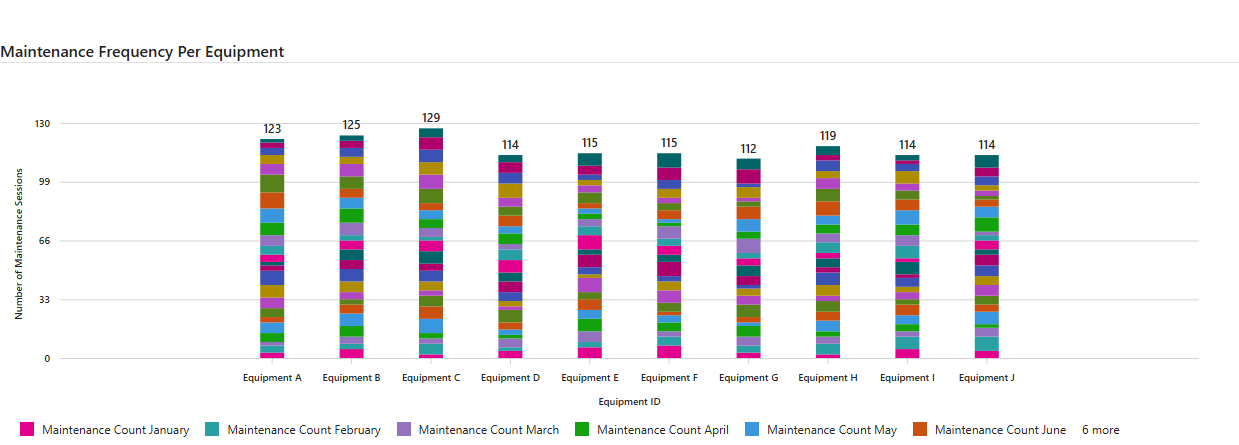 Maintenance Frequency Per Equipment
123 125 129 114 115 115 112 119 114 114
130
99
66
33
0
Number of Maintenance Sessions
Equipment A Equipment B Equipment C Equipment D Equipment E Equipment F Equipment G Equipment H Equipment I Equipment J
Equipment ID
Maintenance Count January Maintenance Count February Maintenance Count March Maintenance Count April Maintenance Count May Maintenance Count June 6 more